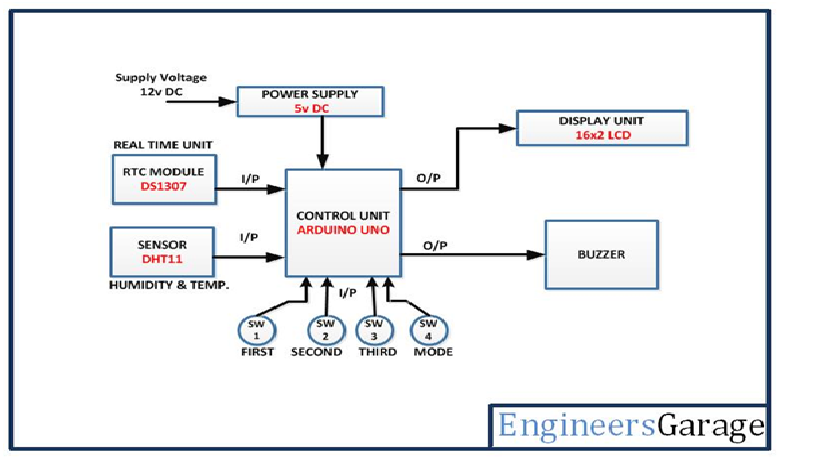 Supply Voltage
12v DC
POWER SUPPLY
5v DC
DISPLAY UNIT
16x2 LCD
REAL TIME UNIT
RTC MODULE
DS1307
I/P
O/P
CONTROL UNIT
ARDUINO UNO
SENSOR
DHT11
I/P
O/P
BUZZER
HUMIDITY & TEMP.
I/P
SW
1
SW
2
SW
3
SW
4
FIRST
SECOND
THIRD
MODE
EngineersGarage